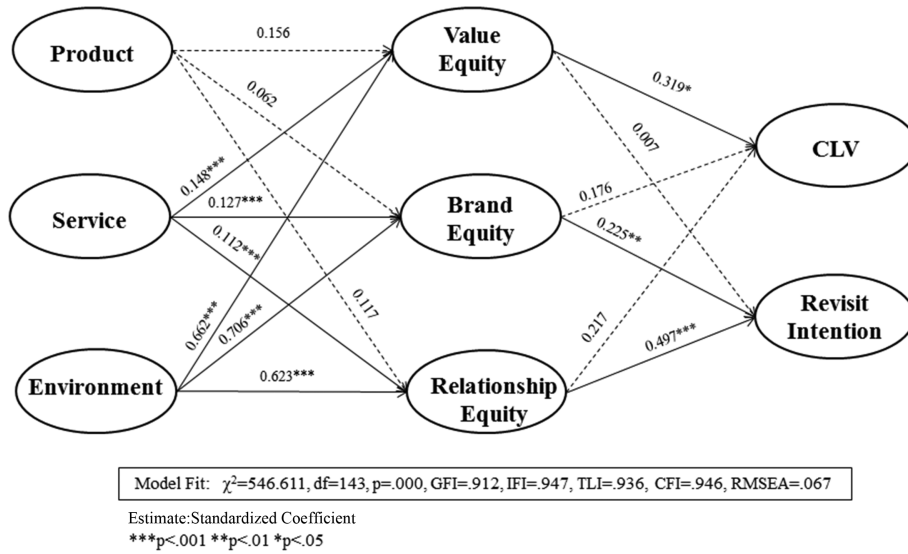 Product
0.156
Value
Equity
0.062
0.319*
0.007
CLV
0.148***
Service
0.127***
Brand
Equity
0.176
0.112***
0.225**
0.117
0.217
Revisit
Intention
0.662***
0.706***
0.497***
Environment
0.623***
Relationship
Equity
Model Fit: χ²=546.611, df=143, p=.000, GFI=.912, IFI=.947, TLI=.936, CFI=.946, RMSEA=.067
Estimate:Standardized Coefficient
***p<.001 **p<.01 *p<.05